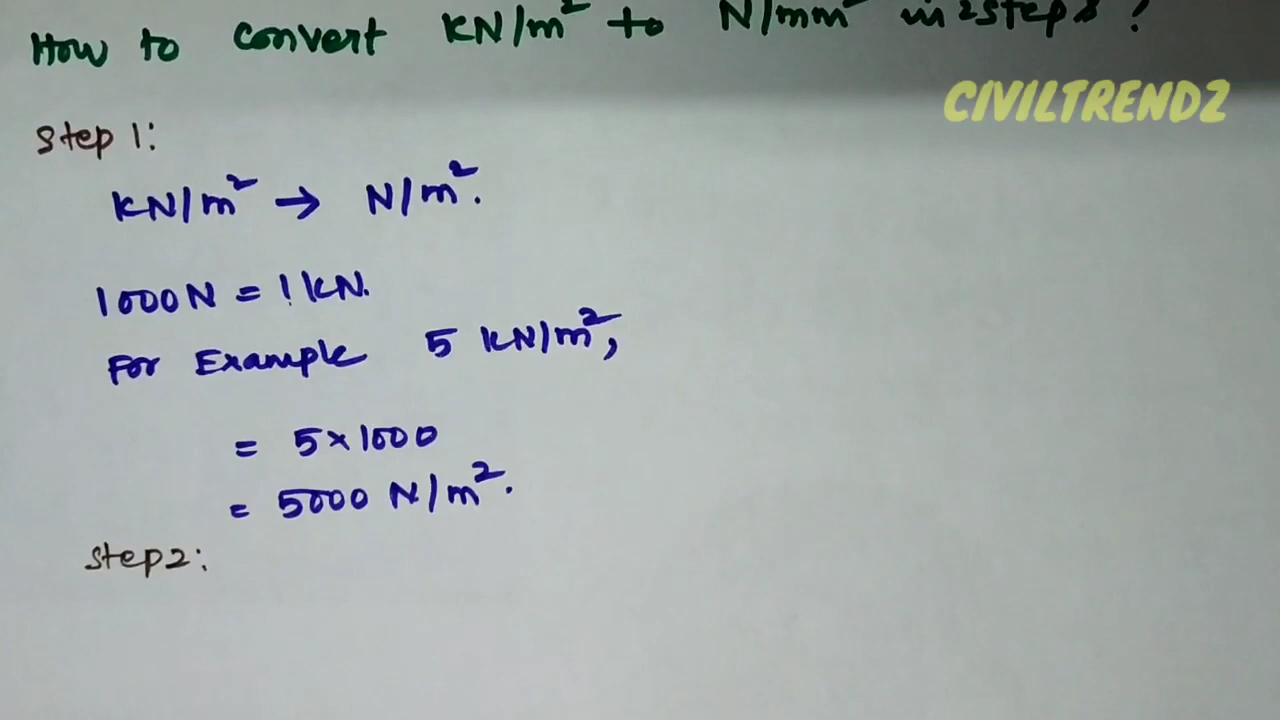 How to convert KN/m² to N/mm² in 2 steps?
CIVILTRENDZ
Step 1:
KN/m² → N/m².
1000N = 1KN.
For Example 5 KN/m²,
= 5×1000
= 5000 N/m².
Step2: